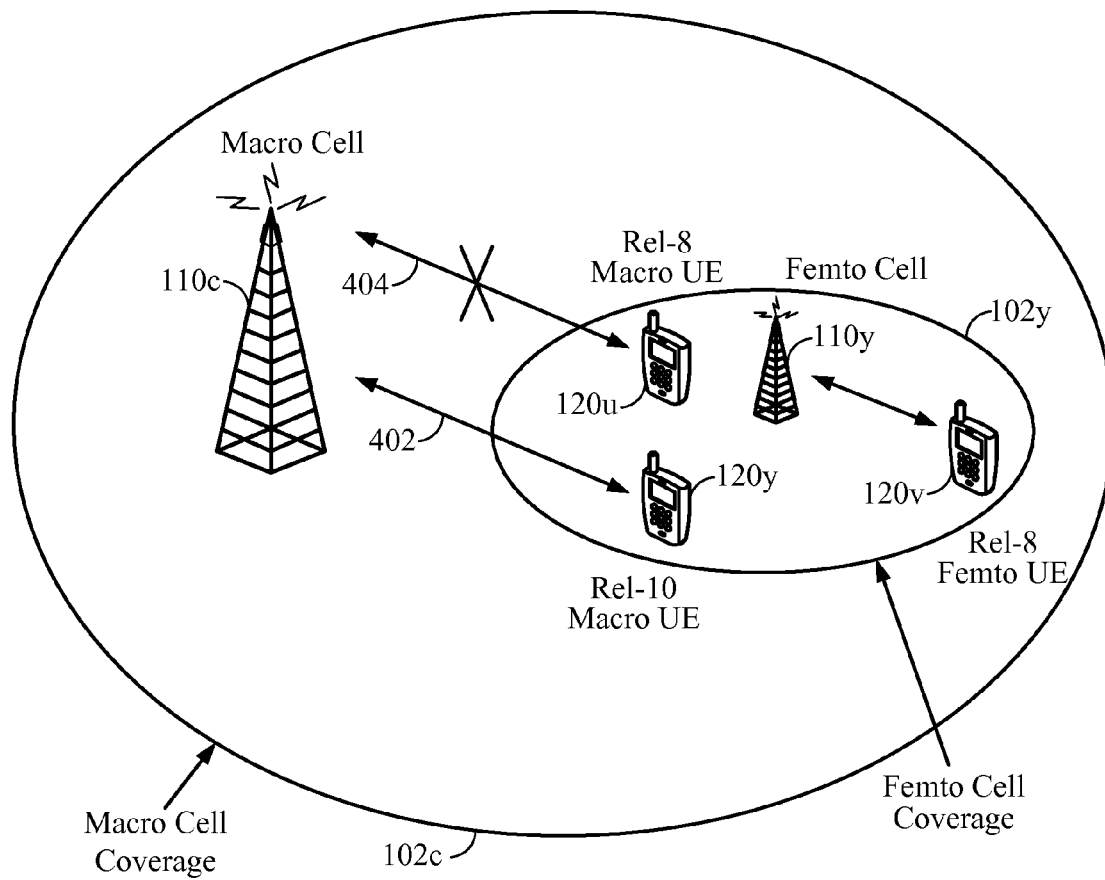 Macro Cell
110c
404
Rel-8
Macro UE
Femto Cell
102y
110y
120u
402
120y
120v
Rel-8
Femto UE
Rel-10
Macro UE
Macro Cell
Coverage
102c
Femto Cell
Coverage